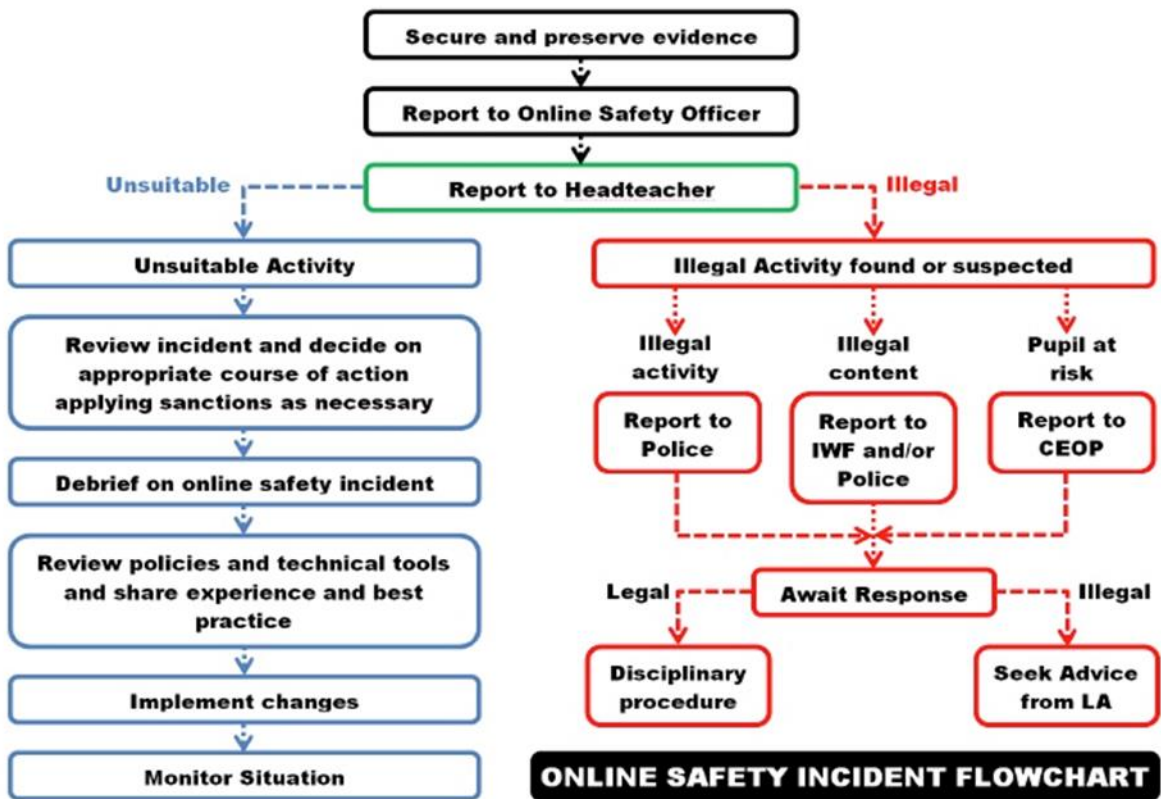 Secure and preserve evidence
Report to Online Safety Officer
Report to Headteacher
Unsuitable
Illegal
Unsuitable Activity
Review incident and decide on
appropriate course of action
applying sanctions as necessary
Debrief on online safety incident
Review policies and technical tools
and share experience and best
practice
Implement changes
Monitor Situation
Illegal Activity found or suspected
Illegal
activity
Illegal
content
Pupil at
risk
Report to
Police
Report to
IWF and/or
Police
Report to
CEOP
Await Response
Legal
Illegal
Disciplinary
procedure
Seek Advice
from LA
ONLINE SAFETY INCIDENT FLOWCHART